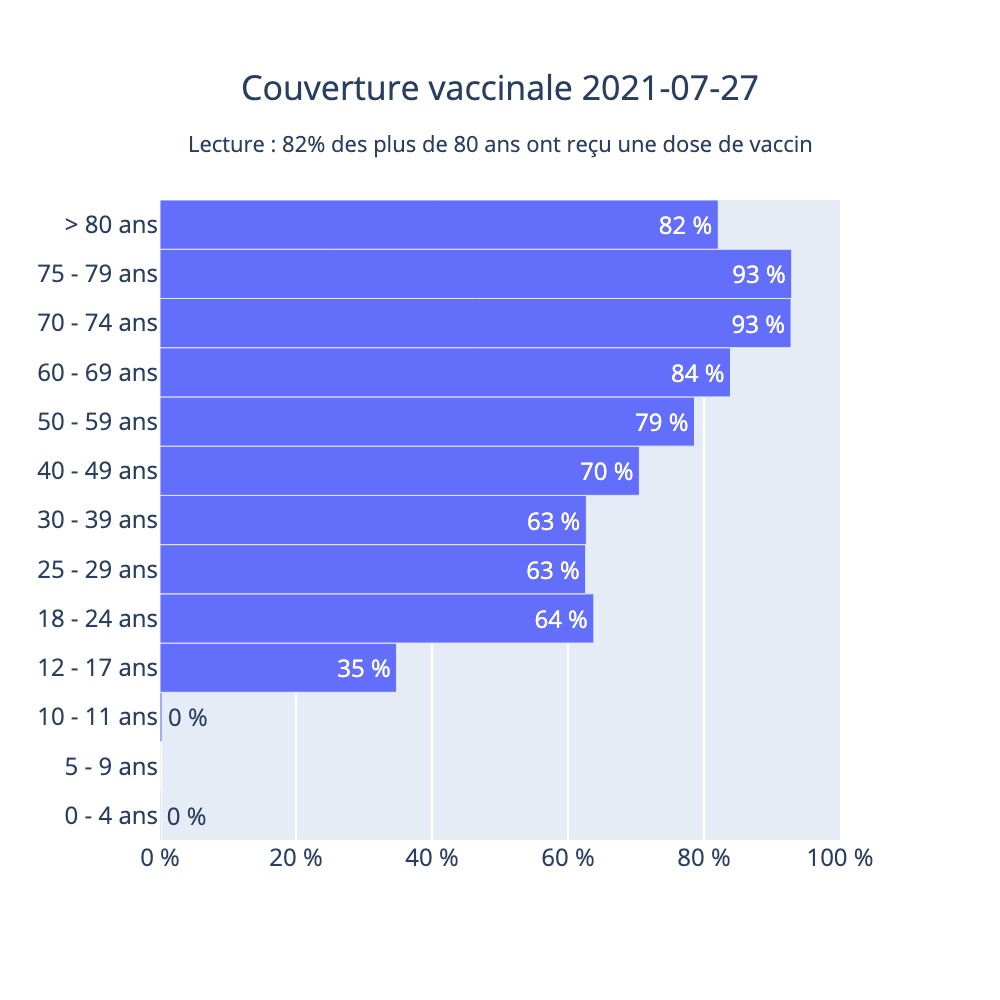 Couverture vaccinale 2021-07-27
Lecture : 82% des plus de 80 ans ont reçu une dose de vaccin
> 80 ans 82 %
75 - 79 ans 93 %
70 - 74 ans 93 %
60 - 69 ans 84 %
50 - 59 ans 79 %
40 - 49 ans 70 %
30 - 39 ans 63 %
25 - 29 ans 63 %
18 - 24 ans 64 %
12 - 17 ans 35 %
10 - 11 ans 0 %
5 - 9 ans
0 - 4 ans 0 %
0 % 20 % 40 % 60 % 80 % 100 %